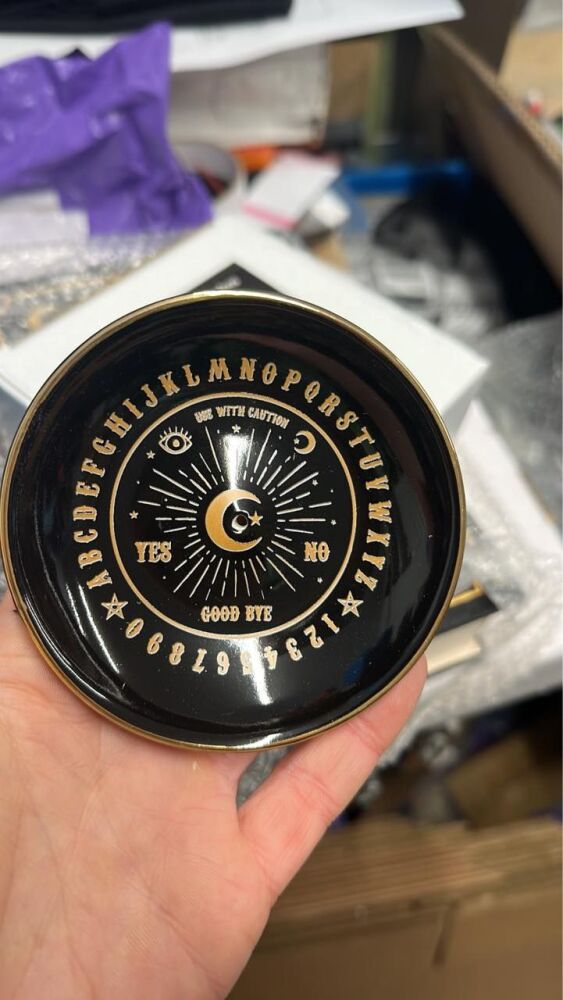 ABCDEFGHIJKLMNOPQRSTUVWXYZ
USE WITH CAUTION
YES NO
GOOD BYE
1234567890